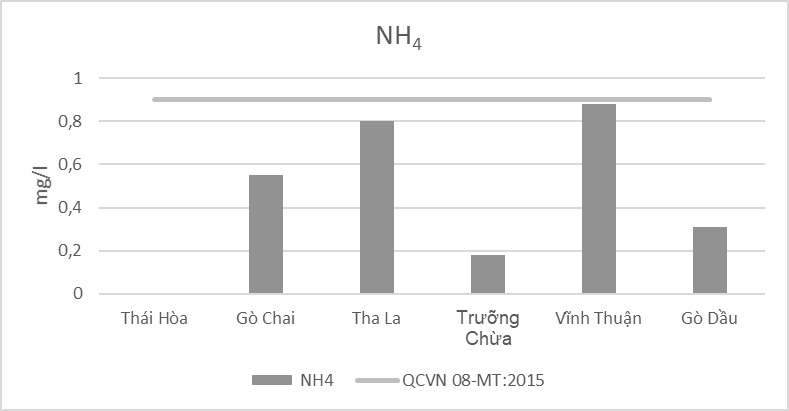 NH4
1
0,8
0,6
0,4
0,2
0
mg/l
Thái Hòa
Gò Chai
Tha La
Trưỡng Chừa
Vĩnh Thuận
Gò Dầu
NH4
QCVN 08-MT:2015